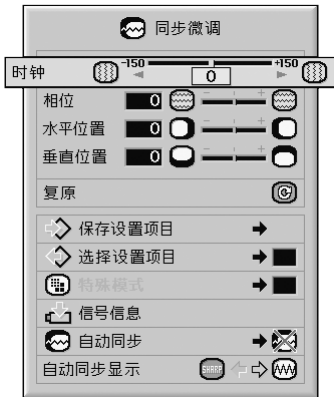 同步微调
时钟 -150 0 +150
相位 0 - +
水平位置 0 - +
垂直位置 0 - +
复原
保存设置项目
选择设置项目
特殊模式
信号信息
自动同步
自动同步显示 SHARP